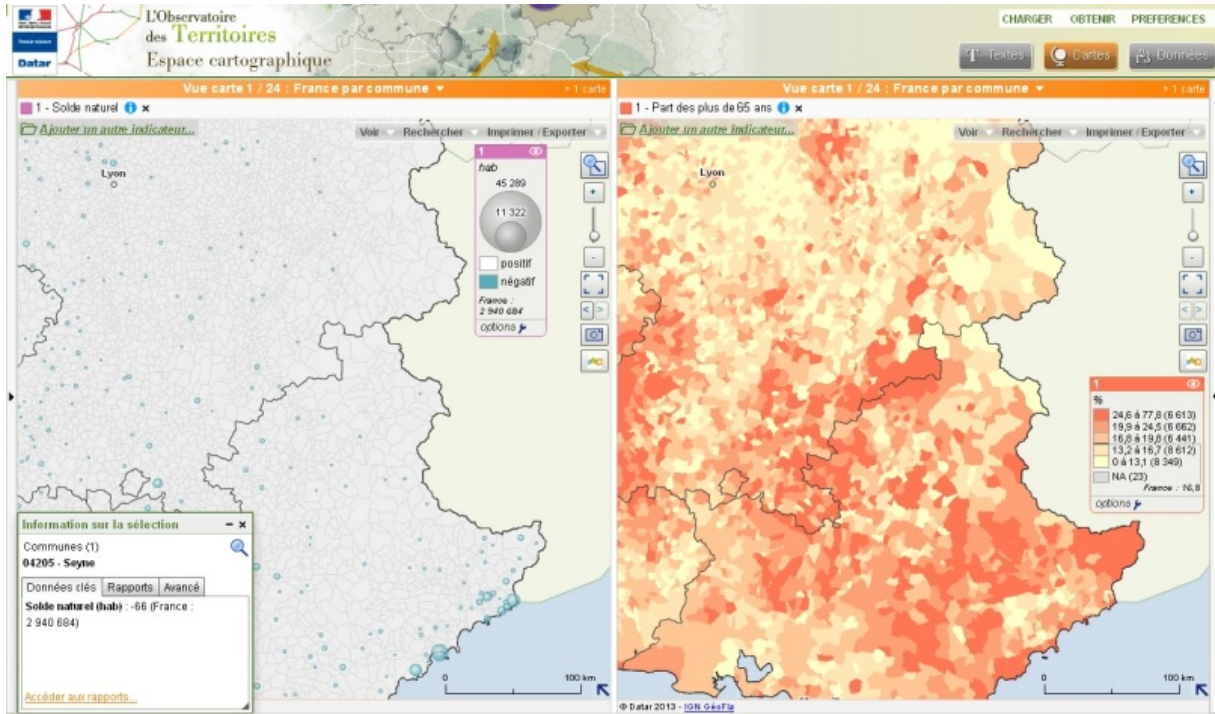 L'Observatoire
des Territoires
Espace cartographique
Datar
CHARGER OBTENIR PREFERENCES
Textes Cartes Données
Vue carte 1 / 24 : France par commune
> 1 carte
1 - Solde naturel
Ajouter un autre indicateur...
Voir Rechercher Imprimer / Exporter
Lyon
1
hab
45 289
11 322
positif
négatif
France :
2 940 684
options
Information sur la sélection
Communes (1)
04205 - Seyne
Données clés Rapports Avancé
Solde naturel (hab) : -66 (France :
2 940 684)
Accéder aux rapports...
0 100 km
Vue carte 1 / 24 : France par commune
> 1 carte
1 - Part des plus de 65 ans
Ajouter un autre indicateur...
Voir Rechercher Imprimer / Exporter
Lyon
1
%
24,6 à 77,8 (6 613)
19,9 à 24,5 (6 662)
16,8 à 19,8 (6 441)
13,2 à 16,7 (8 612)
0 à 13,1 (8 349)
NA (23)
France : 16,8
options
0 100 km
© Datar 2013 - IGN GéoFla